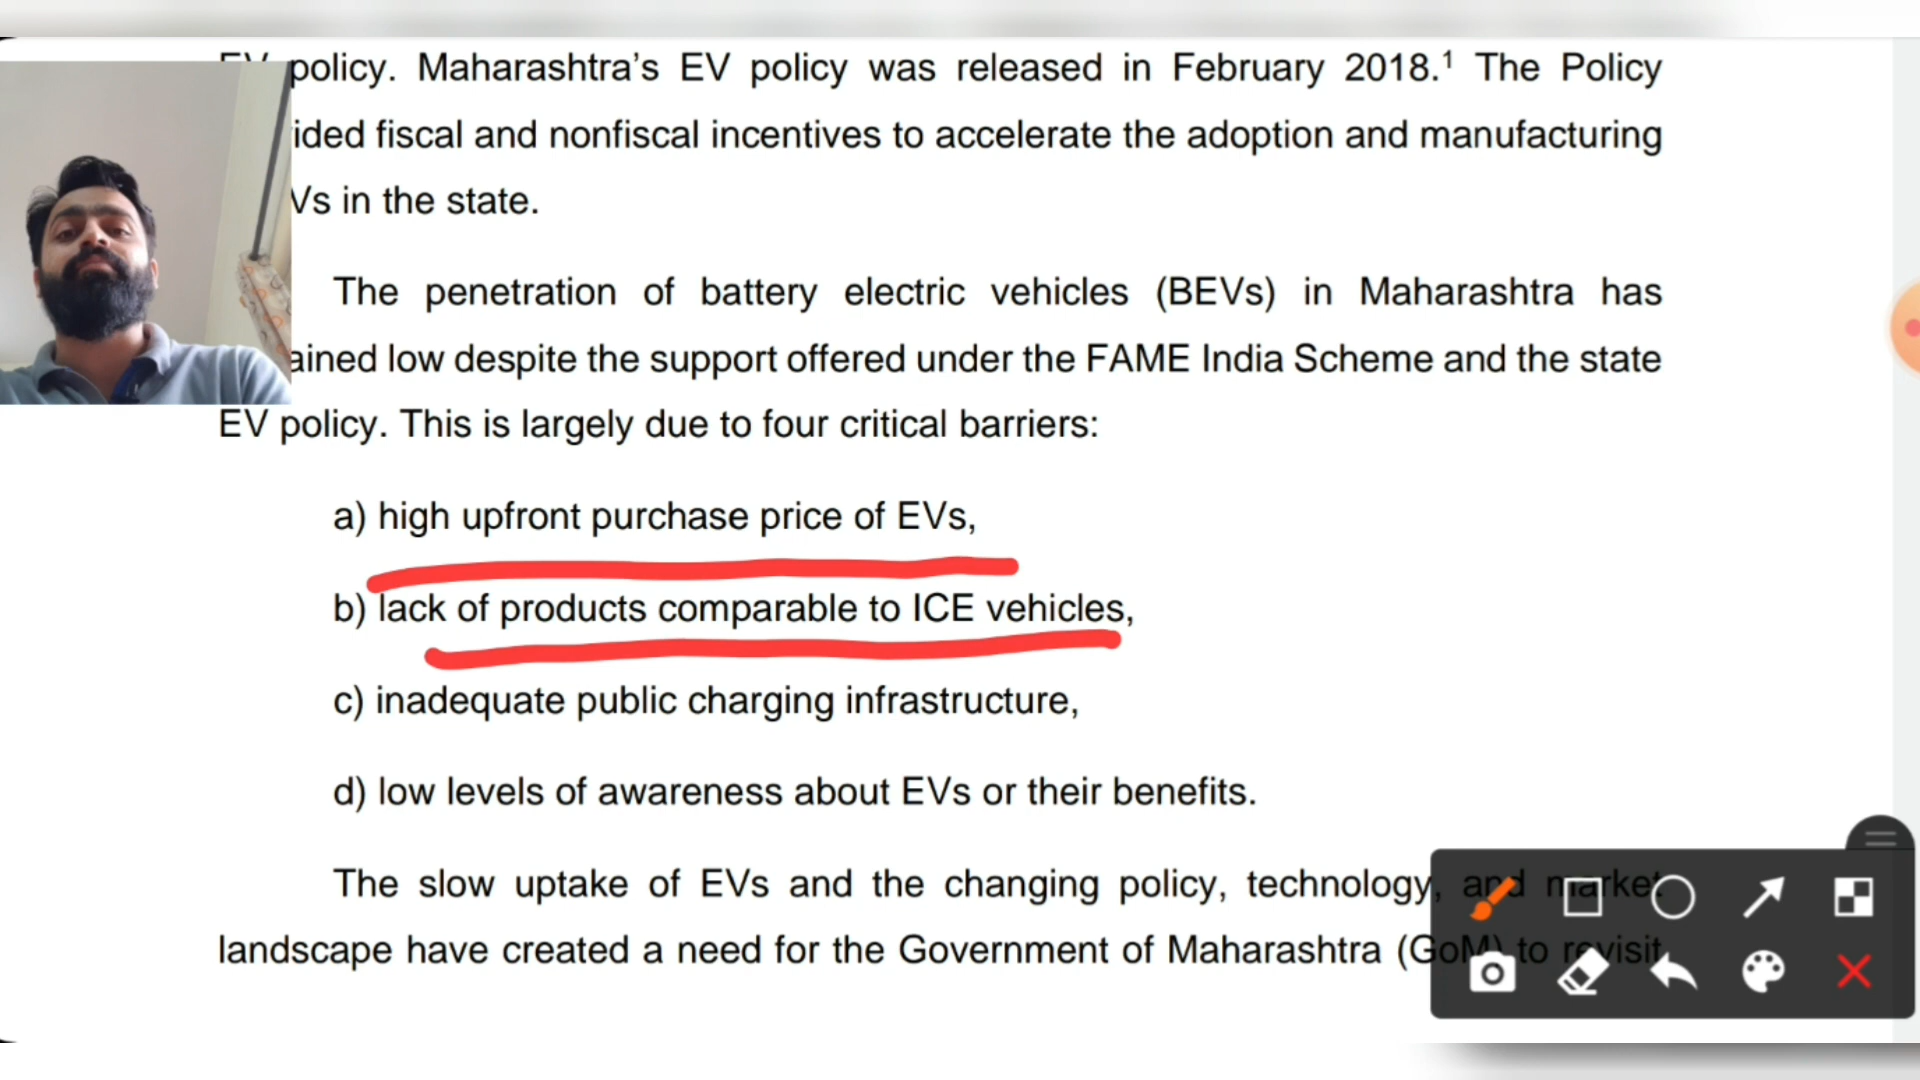 policy. Maharashtra’s EV policy was released in February 2018.¹ The Policy
ided fiscal and nonfiscal incentives to accelerate the adoption and manufacturing
Vs in the state.
The penetration of battery electric vehicles (BEVs) in Maharashtra has
ained low despite the support offered under the FAME India Scheme and the state
EV policy. This is largely due to four critical barriers:
a) high upfront purchase price of EVs,
b) lack of products comparable to ICE vehicles,
c) inadequate public charging infrastructure,
d) low levels of awareness about EVs or their benefits.
The slow uptake of EVs and the changing policy, technology, and market
landscape have created a need for the Government of Maharashtra (GoM) to revisit